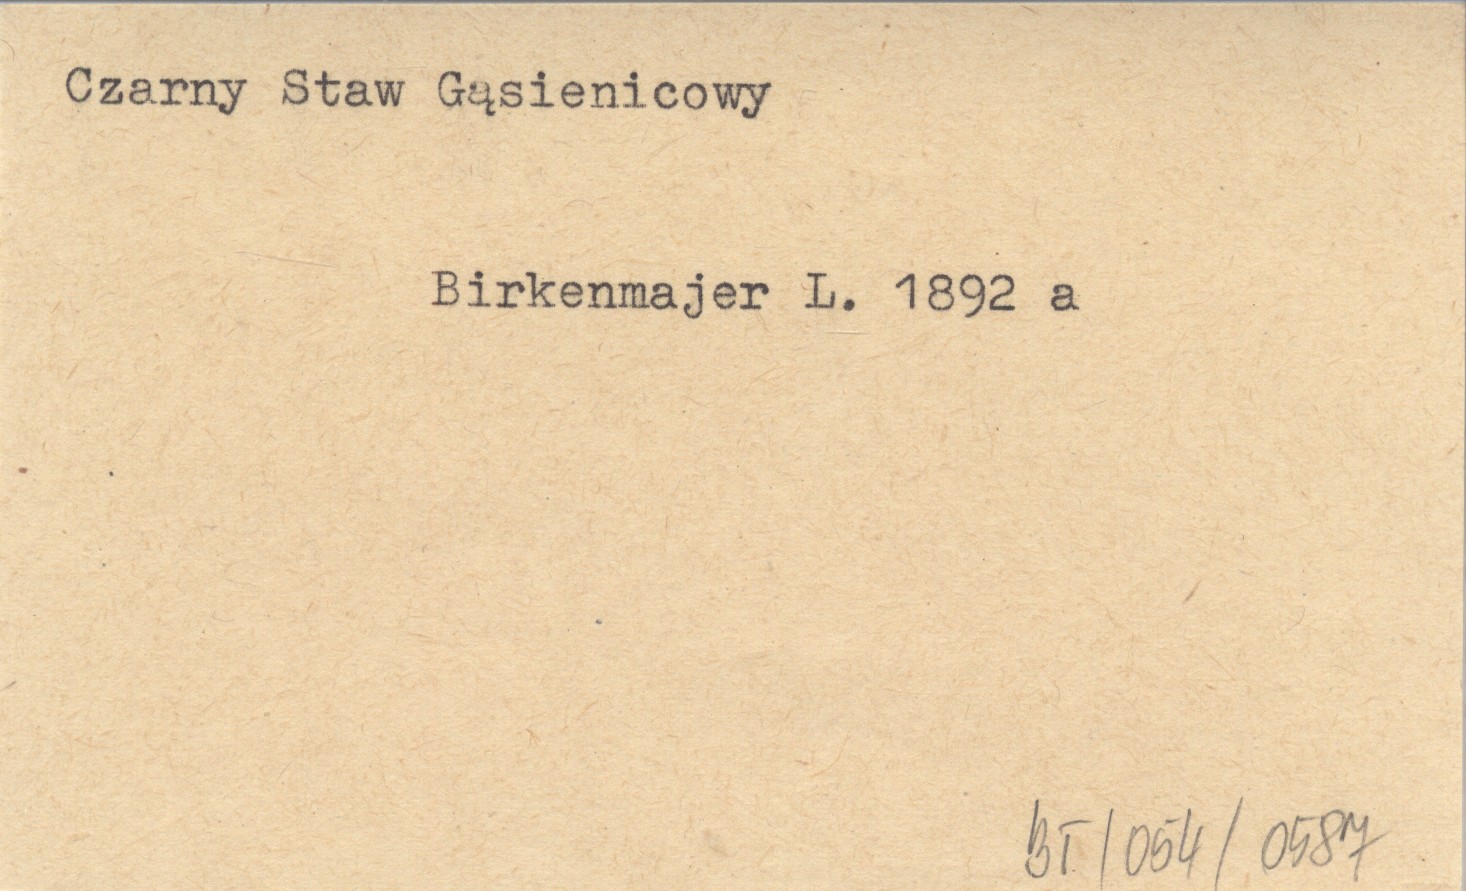 Czarny Staw Gąsienicowy
Birkenmajer L. 1892 a
BT/054/0587